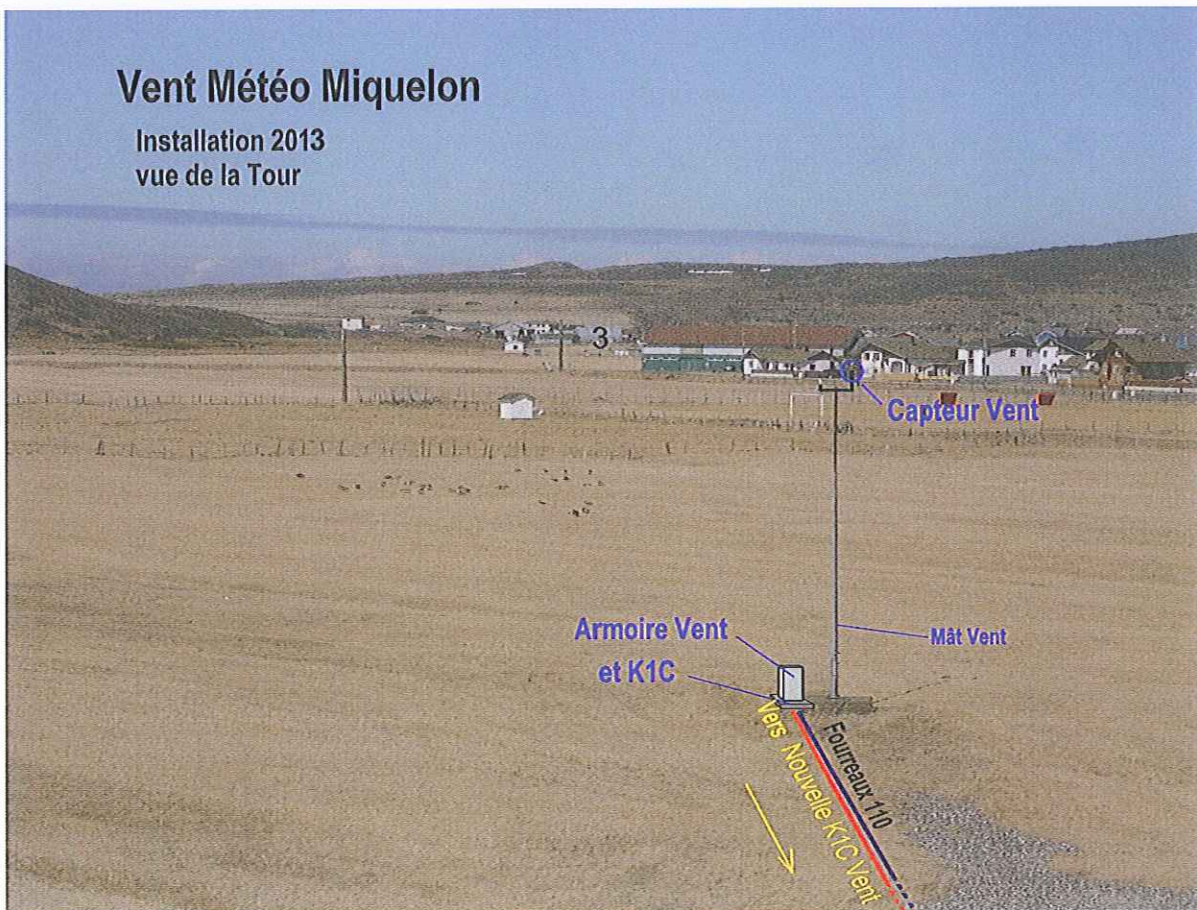 Vent Météo Miquelon
Installation 2013
vue de la Tour
3
Capteur Vent
Armoire Vent
et K1C
Mât Vent
Fourreaux 110
Vers Nouvelle K1C Vent